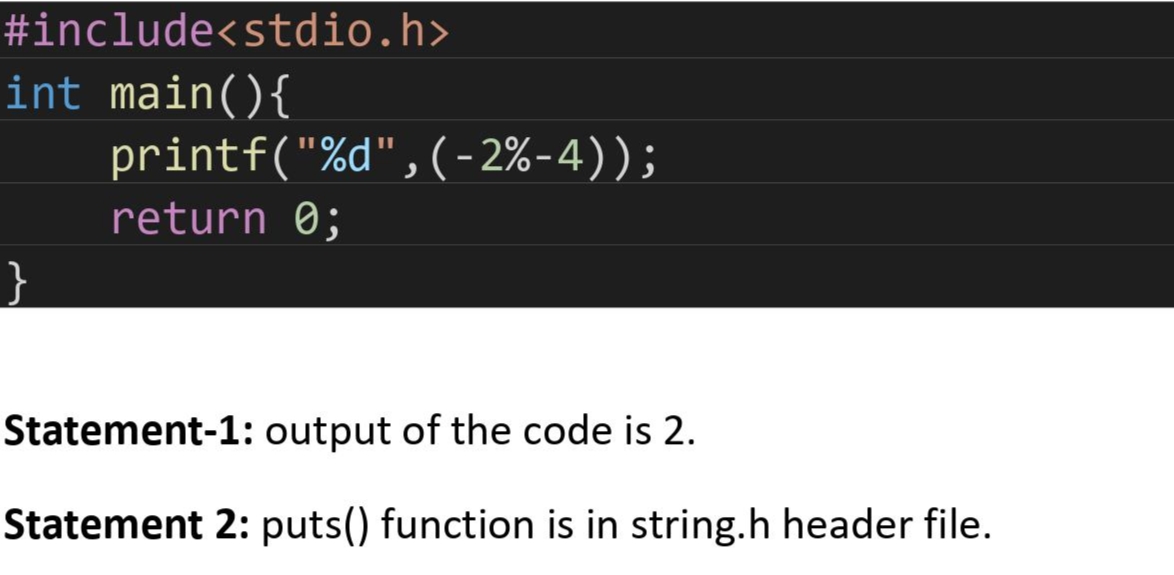 #include<stdio.h>
int main(){
    printf("%d",(-2%-4));
    return 0;
}
Statement-1: output of the code is 2.
Statement 2: puts() function is in string.h header file.